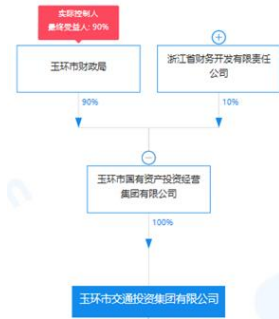 实际控制人
最终受益人: 90%
玉环市财政局
浙江省财务开发有限责任
公司
90%
10%
玉环市国有资产投资经营
集团有限公司
100%
玉环市交通投资集团有限公司